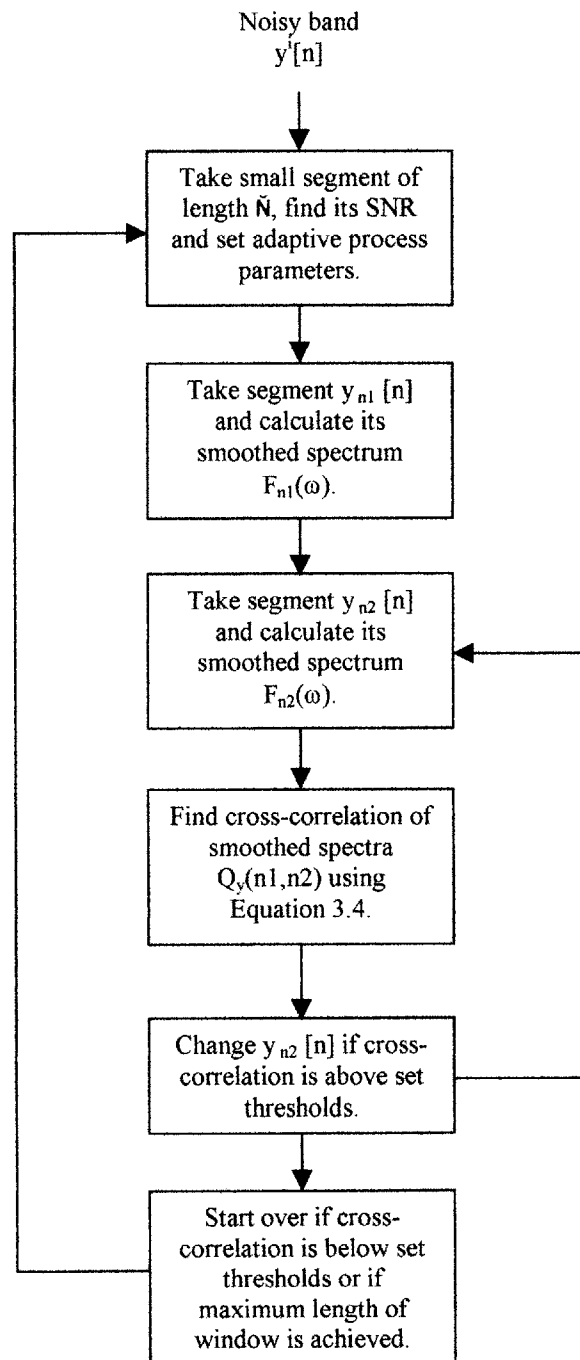 Noisy band
yⁱ[n]
Take small segment of
length Ň, find its SNR
and set adaptive process
parameters.
Take segment y n1 [n]
and calculate its
smoothed spectrum
Fn1(ω).
Take segment y n2 [n]
and calculate its
smoothed spectrum
Fn2(ω).
Find cross-correlation of
smoothed spectra
Qy(n1,n2) using
Equation 3.4.
Change y n2 [n] if cross-
correlation is above set
thresholds.
Start over if cross-
correlation is below set
thresholds or if
maximum length of
window is achieved.